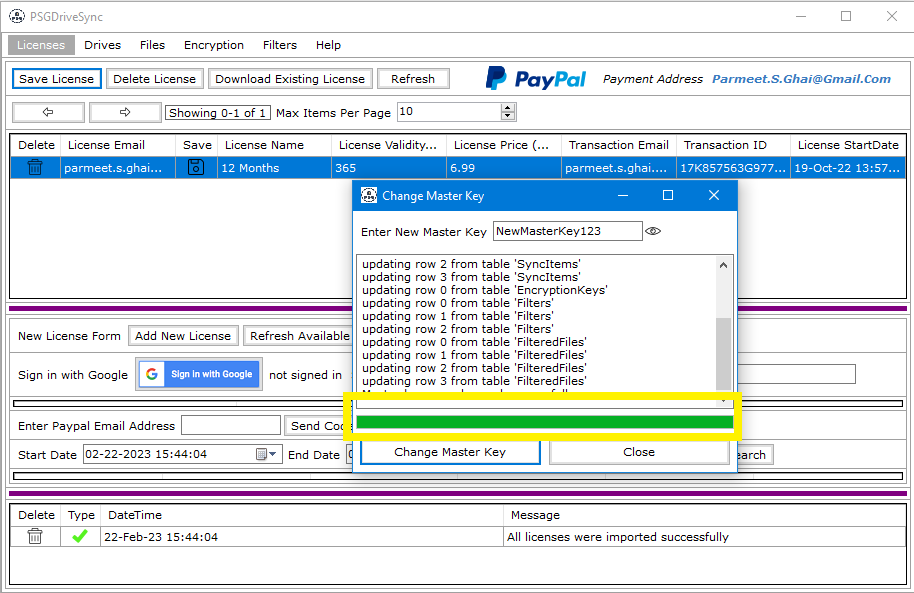 PSGDriveSync
Licenses Drives Files Encryption Filters Help
Save License Delete License Download Existing License Refresh PayPal Payment Address Parmeet.S.Ghai@Gmail.Com
Showing 0-1 of 1 Max Items Per Page 10
Delete License Email Save License Name License Validity... License Price (... Transaction Email Transaction ID License StartDate
parmeet.s.ghai... 12 Months 365 6.99 parmeet.s.ghai.... 17K857563G977... 19-Oct-22 13:57...
Change Master Key
Enter New Master Key NewMasterKey123
updating row 2 from table 'SyncItems'
updating row 3 from table 'SyncItems'
updating row 0 from table 'EncryptionKeys'
updating row 0 from table 'Filters'
updating row 1 from table 'Filters'
updating row 2 from table 'Filters'
updating row 0 from table 'FilteredFiles'
updating row 1 from table 'FilteredFiles'
updating row 2 from table 'FilteredFiles'
updating row 3 from table 'FilteredFiles'
Change Master Key Close
New License Form Add New License Refresh Available
Sign in with Google G Sign in with Google not signed in
Enter Paypal Email Address Send Co
Start Date 02-22-2023 15:44:04 End Date earch
Delete Type DateTime Message
22-Feb-23 15:44:04 All licenses were imported successfully